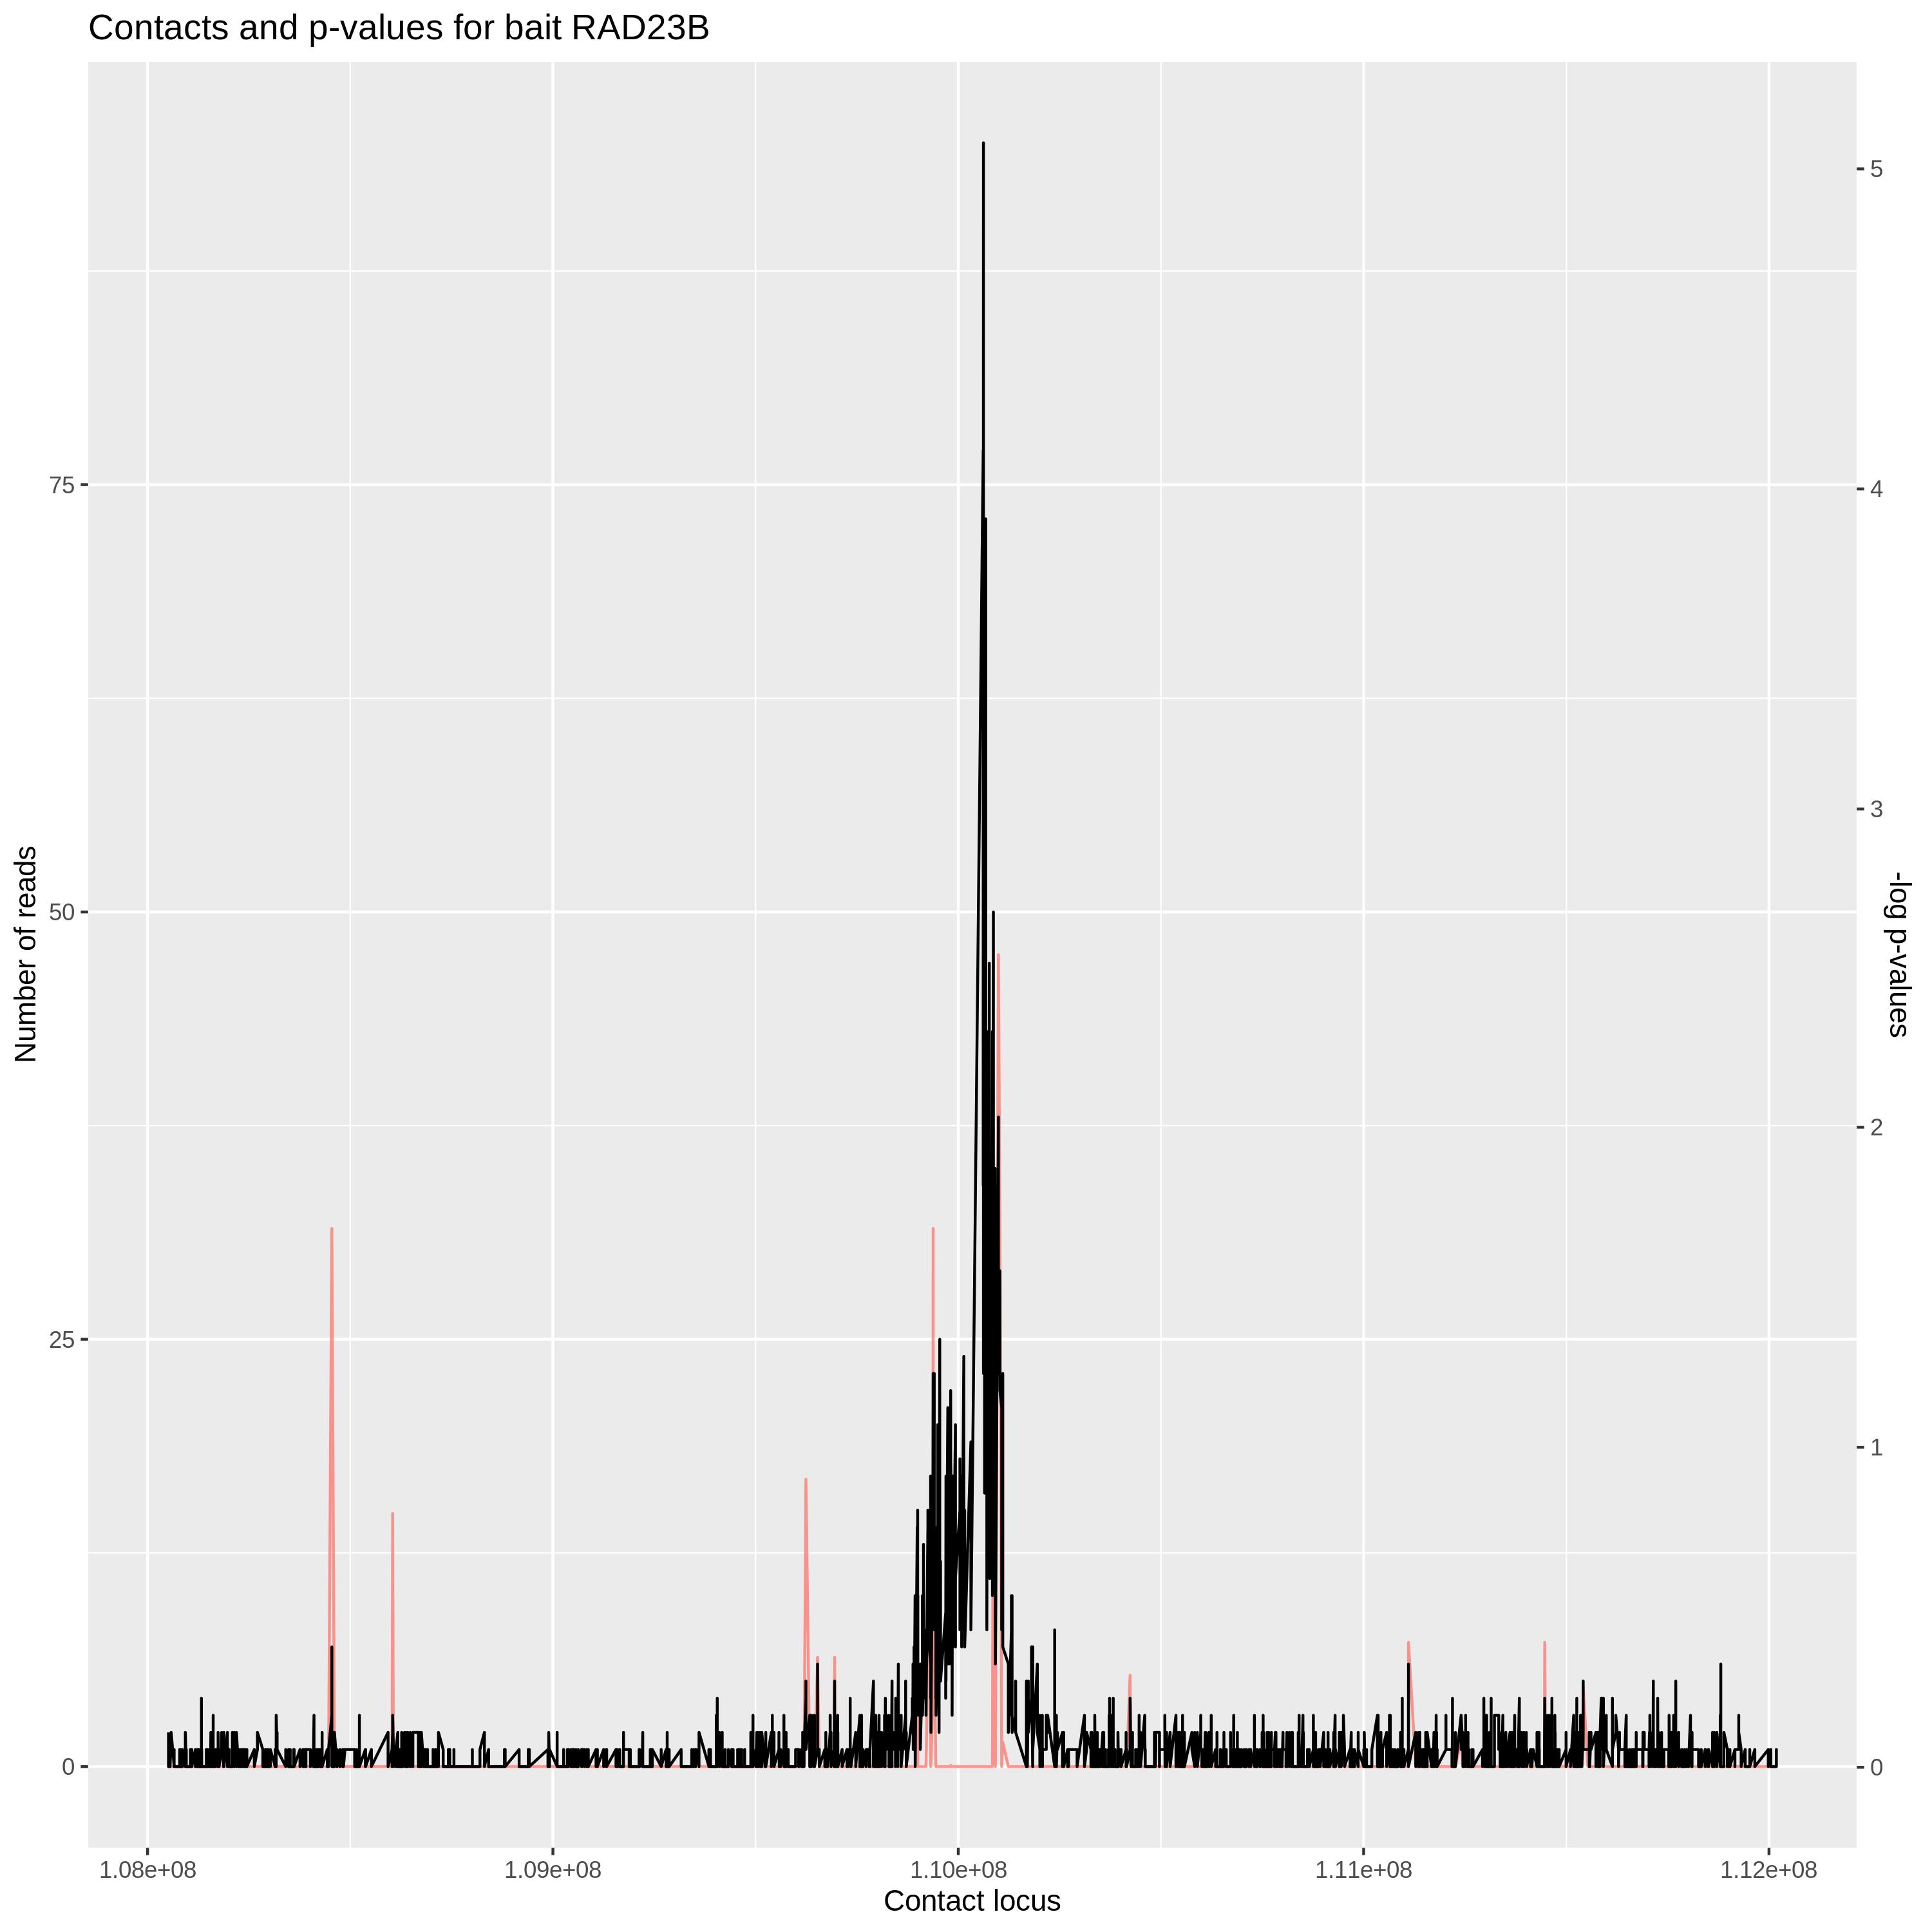 Contacts and p-values for bait RAD23B
Number of reads
75
50
25
0
5
4
3
2
1
0
-log p-values
1.08e+08 1.09e+08 1.10e+08 1.11e+08 1.12e+08
Contact locus